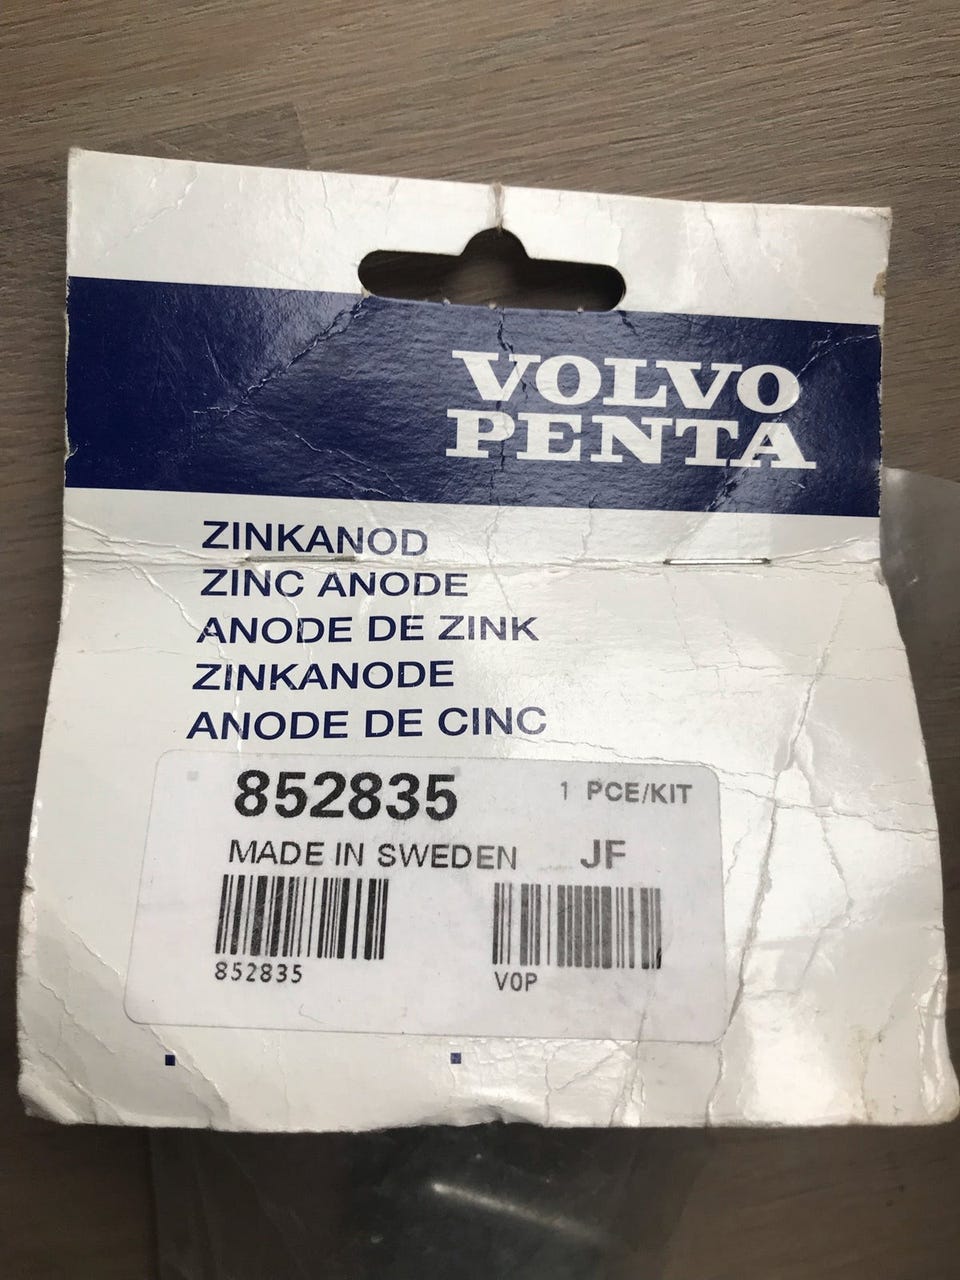 VOLVO
PENTA
ZINKANOD
ZINC ANODE
ANODE DE ZINK
ZINKANODE
ANODE DE CINC
852835 1 PCE/KIT
MADE IN SWEDEN JF
852835 VOP